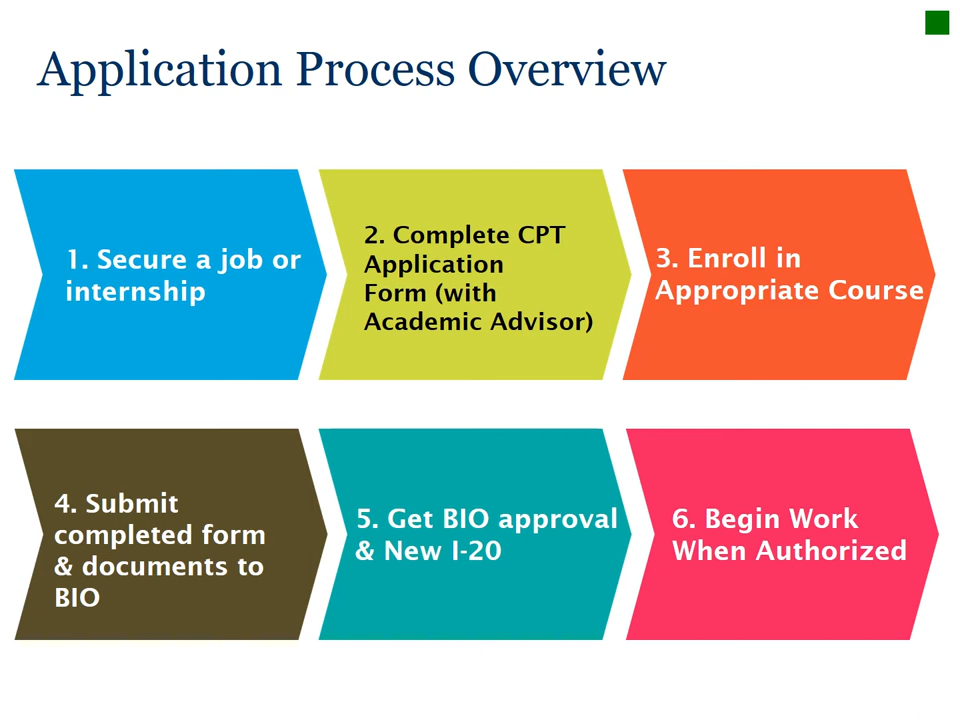 Application Process Overview
1. Secure a job or
internship
2. Complete CPT
Application
Form (with
Academic Advisor)
3. Enroll in
Appropriate Course
4. Submit
completed form
& documents to
BIO
5. Get BIO approval
& New I-20
6. Begin Work
When Authorized